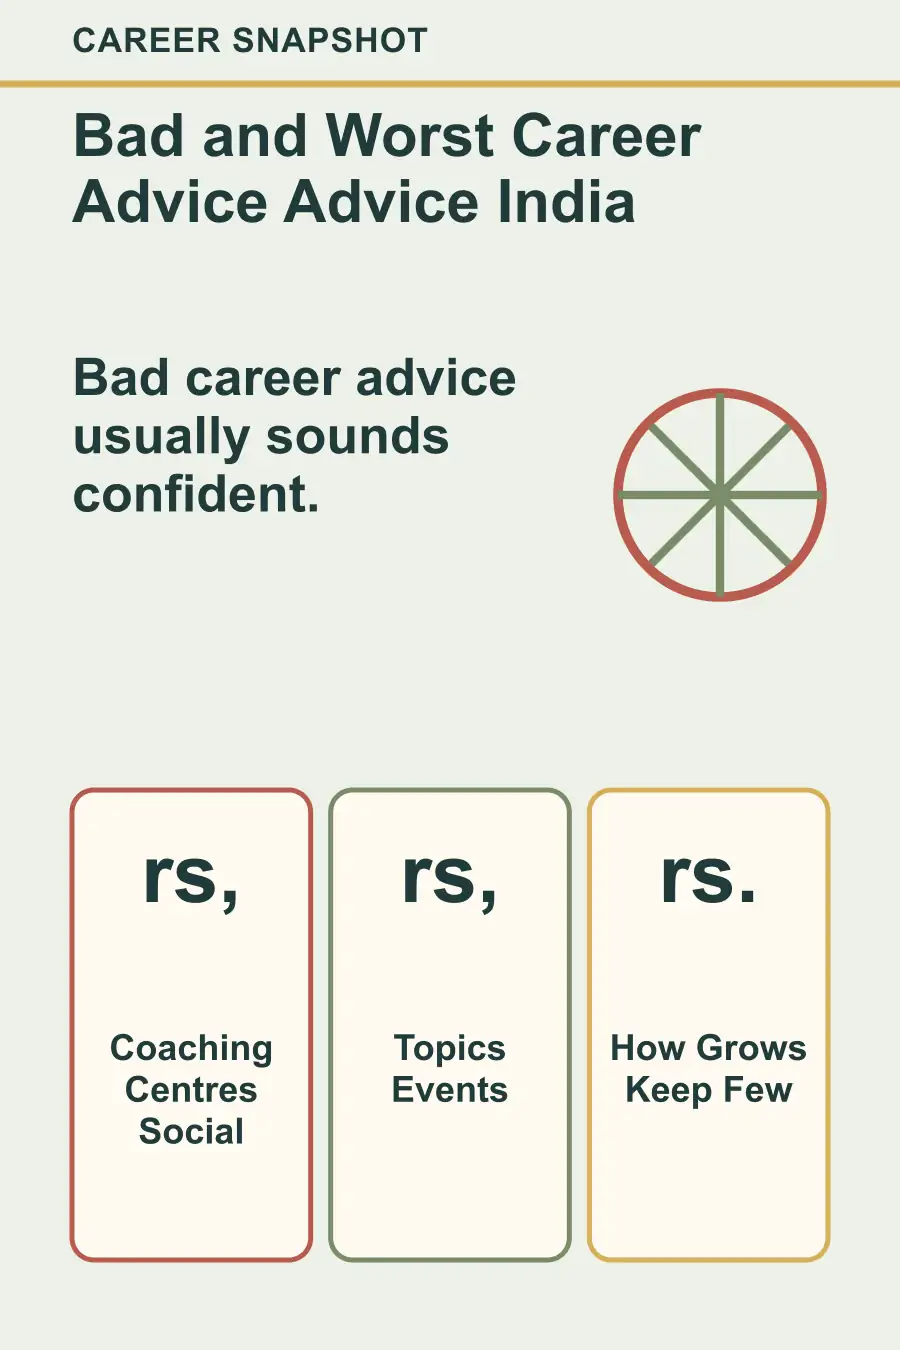 CAREER SNAPSHOT
Bad and Worst Career
Advice Advice India
Bad career advice
usually sounds
confident.
rs,
Coaching
Centres
Social
rs,
Topics
Events
rs.
How Grows
Keep Few